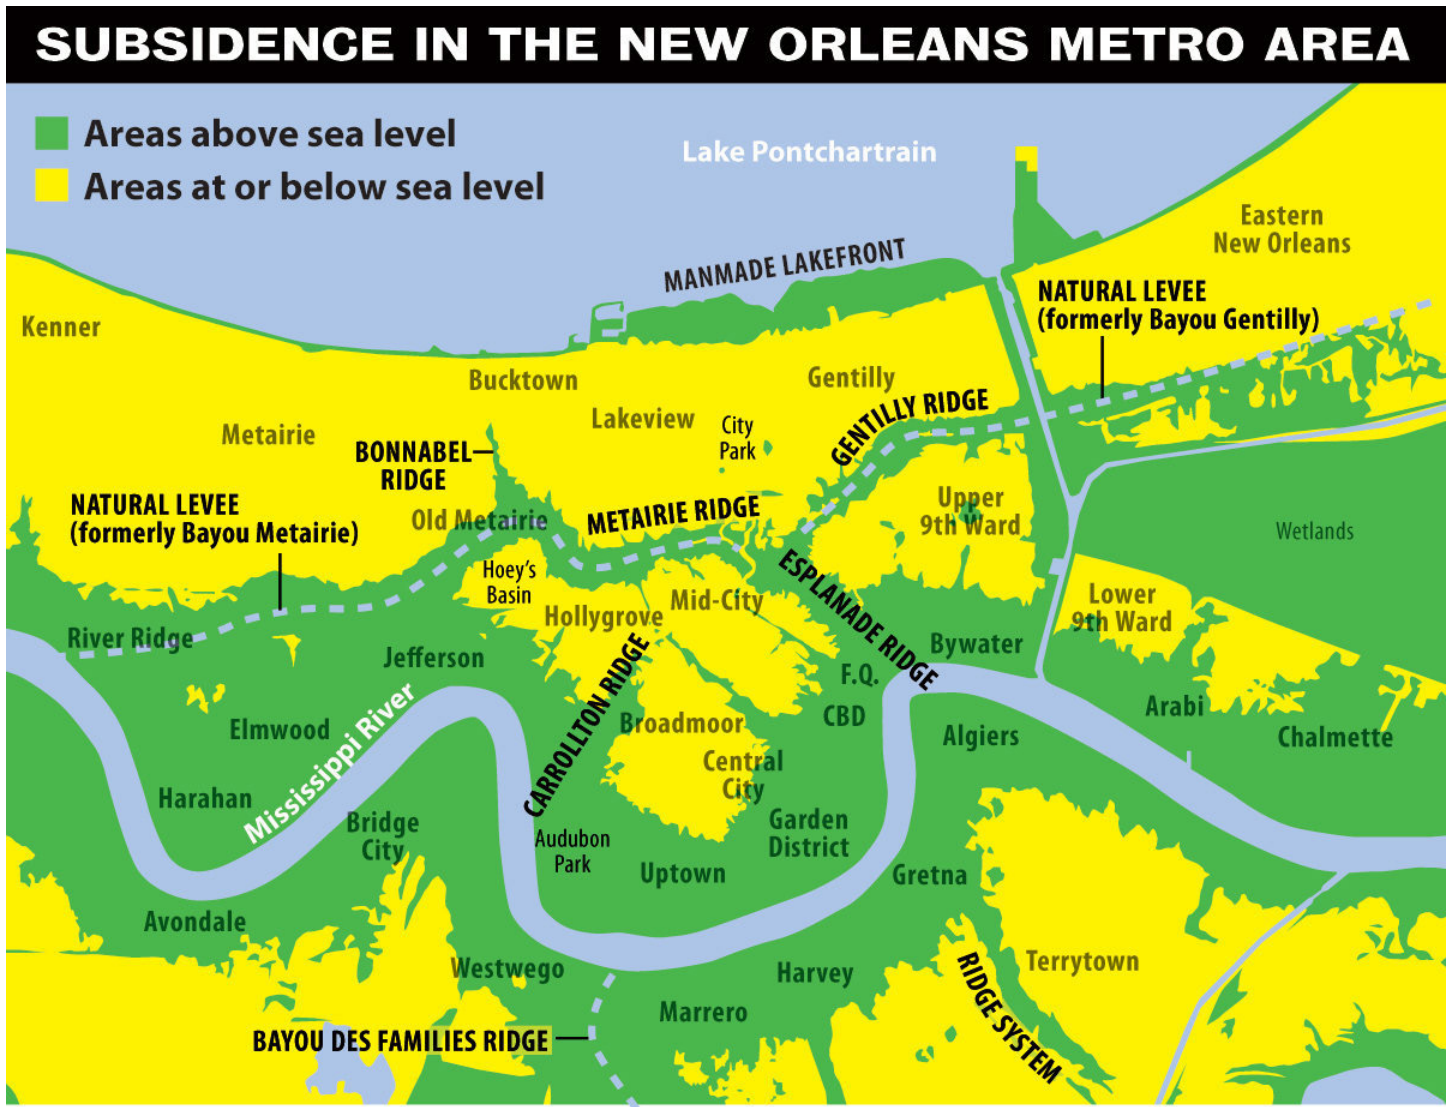 SUBSIDENCE IN THE NEW ORLEANS METRO AREA
Areas above sea level
Areas at or below sea level
Lake Pontchartrain
Eastern
New Orleans
MANMADE LAKEFRONT
NATURAL LEVEE
(formerly Bayou Gentilly)
Kenner
Bucktown
Gentilly
Lakeview
GENTILLY RIDGE
City
Park
Metairie
BONNABEL
RIDGE
NATURAL LEVEE
(formerly Bayou Metairie)
Old Metairie
METAIRIE RIDGE
Upper
9th Ward
Wetlands
Hoey's
Basin
Hollygrove
Mid-City
ESPLANADE RIDGE
Lower
9th Ward
River Ridge
Jefferson
Bywater
F.Q.
CBD
CARROLLTON RIDGE
Broadmoor
Arabi
Elmwood
Algiers
Chalmette
Mississippi River
Central
City
Harahan
Bridge
City
Audubon
Park
Garden
District
Uptown
Gretna
Avondale
Westwego
Harvey
RIDGE SYSTEM
Terrytown
Marrero
BAYOU DES FAMILIES RIDGE